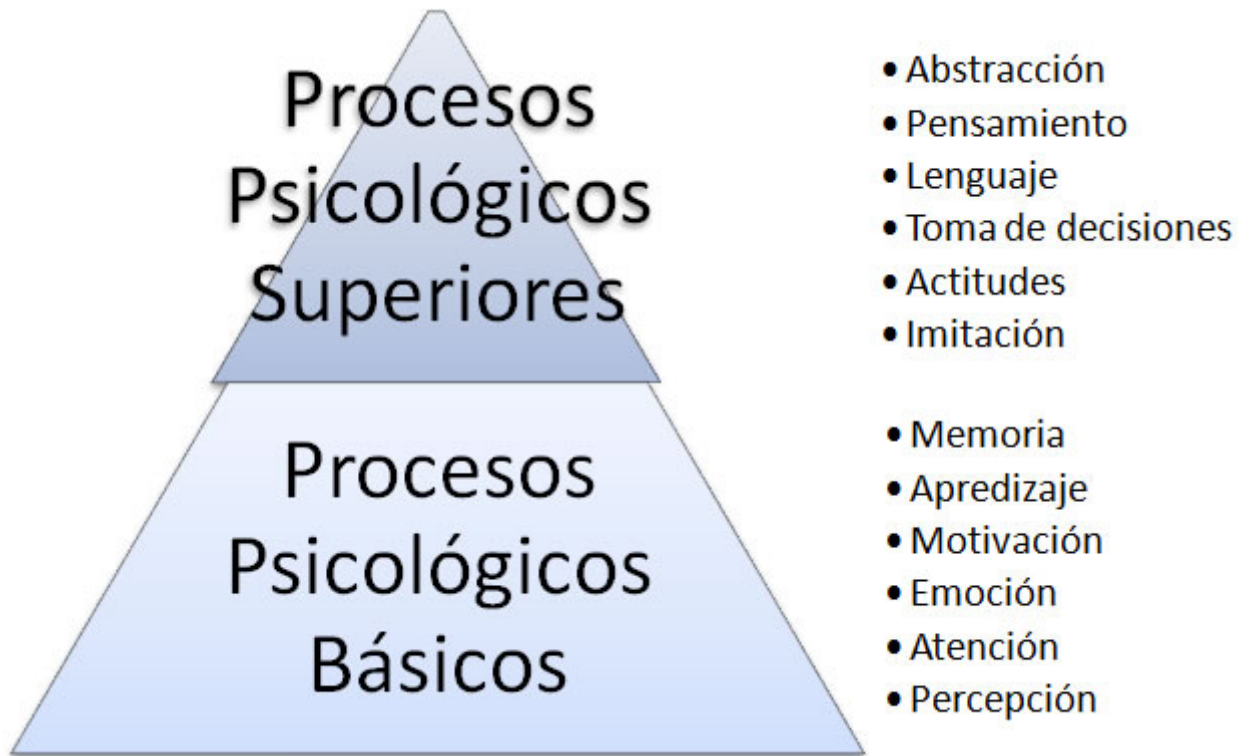 Procesos
Psicológicos
Superiores
• Abstracción
• Pensamiento
• Lenguaje
• Toma de decisiones
• Actitudes
• Imitación
Procesos
Psicológicos
Básicos
• Memoria
• Apredizaje
• Motivación
• Emoción
• Atención
• Percepción